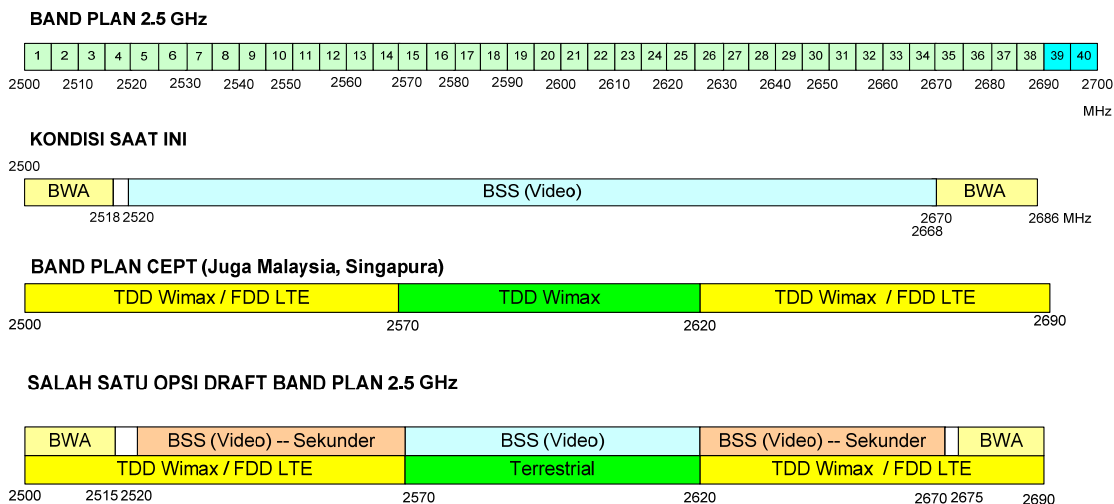 BAND PLAN 2.5 GHz
1 2 3 4 5 6 7 8 9 10 11 12 13 14 15 16 17 18 19 20 21 22 23 24 25 26 27 28 29 30 31 32 33 34 35 36 37 38 39 40
2500 2510 2520 2530 2540 2550 2560 2570 2580 2590 2600 2610 2620 2630 2640 2650 2660 2670 2680 2690 2700
MHz
KONDISI SAAT INI
2500
BWA BSS (Video) BWA
2518 2520 2670 2686 MHz
2668
BAND PLAN CEPT (Juga Malaysia, Singapura)
TDD Wimax / FDD LTE TDD Wimax TDD Wimax / FDD LTE
2500 2570 2620 2690
SALAH SATU OPSI DRAFT BAND PLAN 2.5 GHz
BWA BSS (Video) -- Sekunder BSS (Video) BSS (Video) -- Sekunder BWA
TDD Wimax / FDD LTE Terrestrial TDD Wimax / FDD LTE
2500 2515 2520 2570 2620 2670 2675 2690